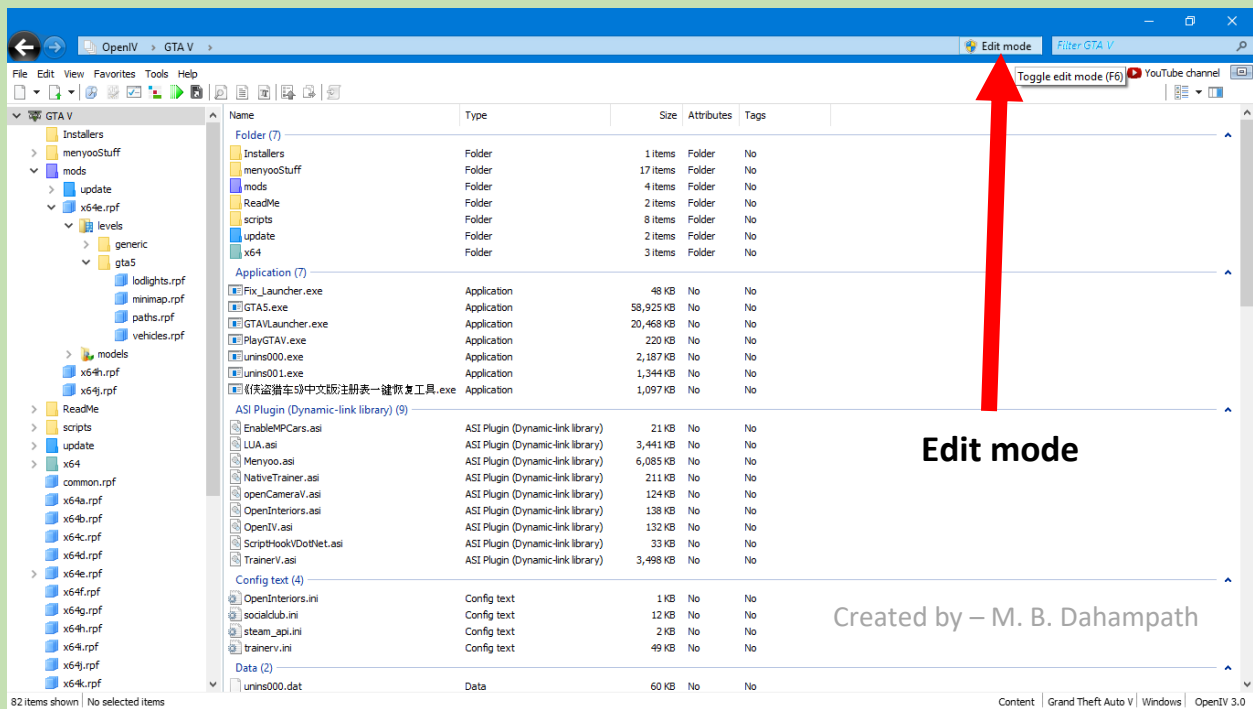 OpenIV > GTA V >
Edit mode
Filter GTA V
File Edit View Favorites Tools Help
Toggle edit mode (F6)
YouTube channel
GTA V
Installers
menyooStuff
mods
update
x64e.rpf
levels
generic
gta5
lodlights.rpf
minimap.rpf
paths.rpf
vehicles.rpf
models
x64h.rpf
x64j.rpf
ReadMe
scripts
update
x64
common.rpf
x64a.rpf
x64b.rpf
x64c.rpf
x64d.rpf
x64e.rpf
x64f.rpf
x64g.rpf
x64h.rpf
x64i.rpf
x64j.rpf
x64k.rpf
Name Type Size Attributes Tags
Folder (7)
Installers Folder 1 items Folder No
menyooStuff Folder 17 items Folder No
mods Folder 4 items Folder No
ReadMe Folder 2 items Folder No
scripts Folder 8 items Folder No
update Folder 2 items Folder No
x64 Folder 3 items Folder No
Application (7)
Fix_Launcher.exe Application 48 KB No No
GTA5.exe Application 58,925 KB No No
GTAVLauncher.exe Application 20,468 KB No No
PlayGTAV.exe Application 220 KB No No
unins000.exe Application 2,187 KB No No
unins001.exe Application 1,344 KB No No
《侠盗猎车5》中文版注册表一键恢复工具.exe Application 1,097 KB No No
ASI Plugin (Dynamic-link library) (9)
EnableMPCars.asi ASI Plugin (Dynamic-link library) 21 KB No No
LUA.asi ASI Plugin (Dynamic-link library) 3,441 KB No No
Menyoo.asi ASI Plugin (Dynamic-link library) 6,085 KB No No
NativeTrainer.asi ASI Plugin (Dynamic-link library) 211 KB No No
openCameraV.asi ASI Plugin (Dynamic-link library) 124 KB No No
OpenInteriors.asi ASI Plugin (Dynamic-link library) 138 KB No No
OpenIV.asi ASI Plugin (Dynamic-link library) 132 KB No No
ScriptHookVDotNet.asi ASI Plugin (Dynamic-link library) 33 KB No No
TrainerV.asi ASI Plugin (Dynamic-link library) 3,498 KB No No
Config text (4)
OpenInteriors.ini Config text 1 KB No No
socialclub.ini Config text 12 KB No No
steam_api.ini Config text 2 KB No No
trainerv.ini Config text 49 KB No No
Data (2)
unins000.dat Data 60 KB No No
Edit mode
Created by – M. B. Dahampath
82 items shown No selected items
Content Grand Theft Auto V Windows OpenIV 3.0